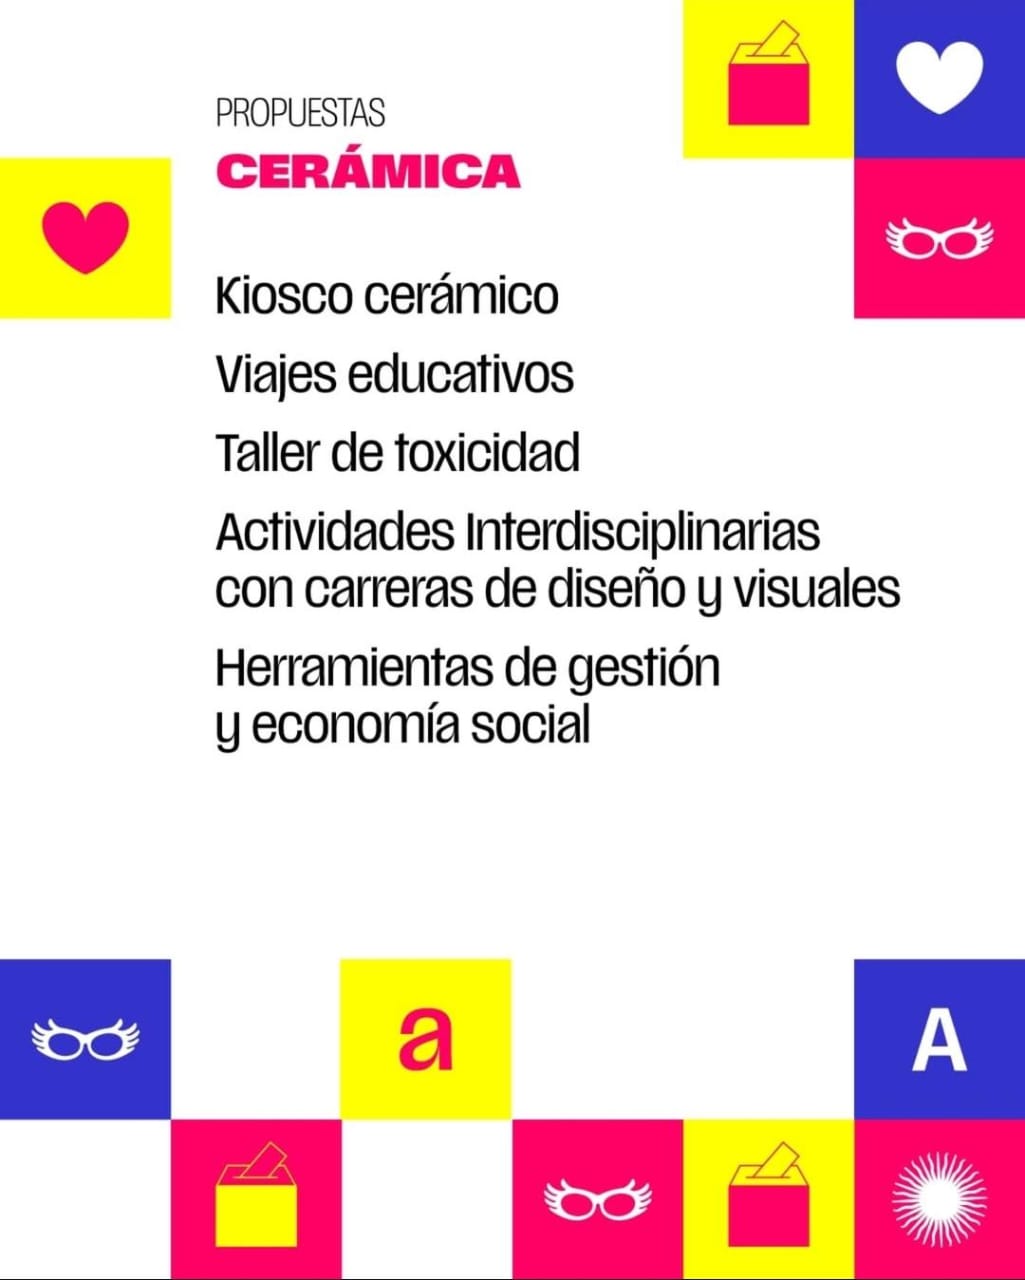 PROPUESTAS
CERÁMICA
Kiosco cerámico
Viajes educativos
Taller de toxicidad
Actividades Interdisciplinarias
con carreras de diseño y visuales
Herramientas de gestión
y economía social
a
A